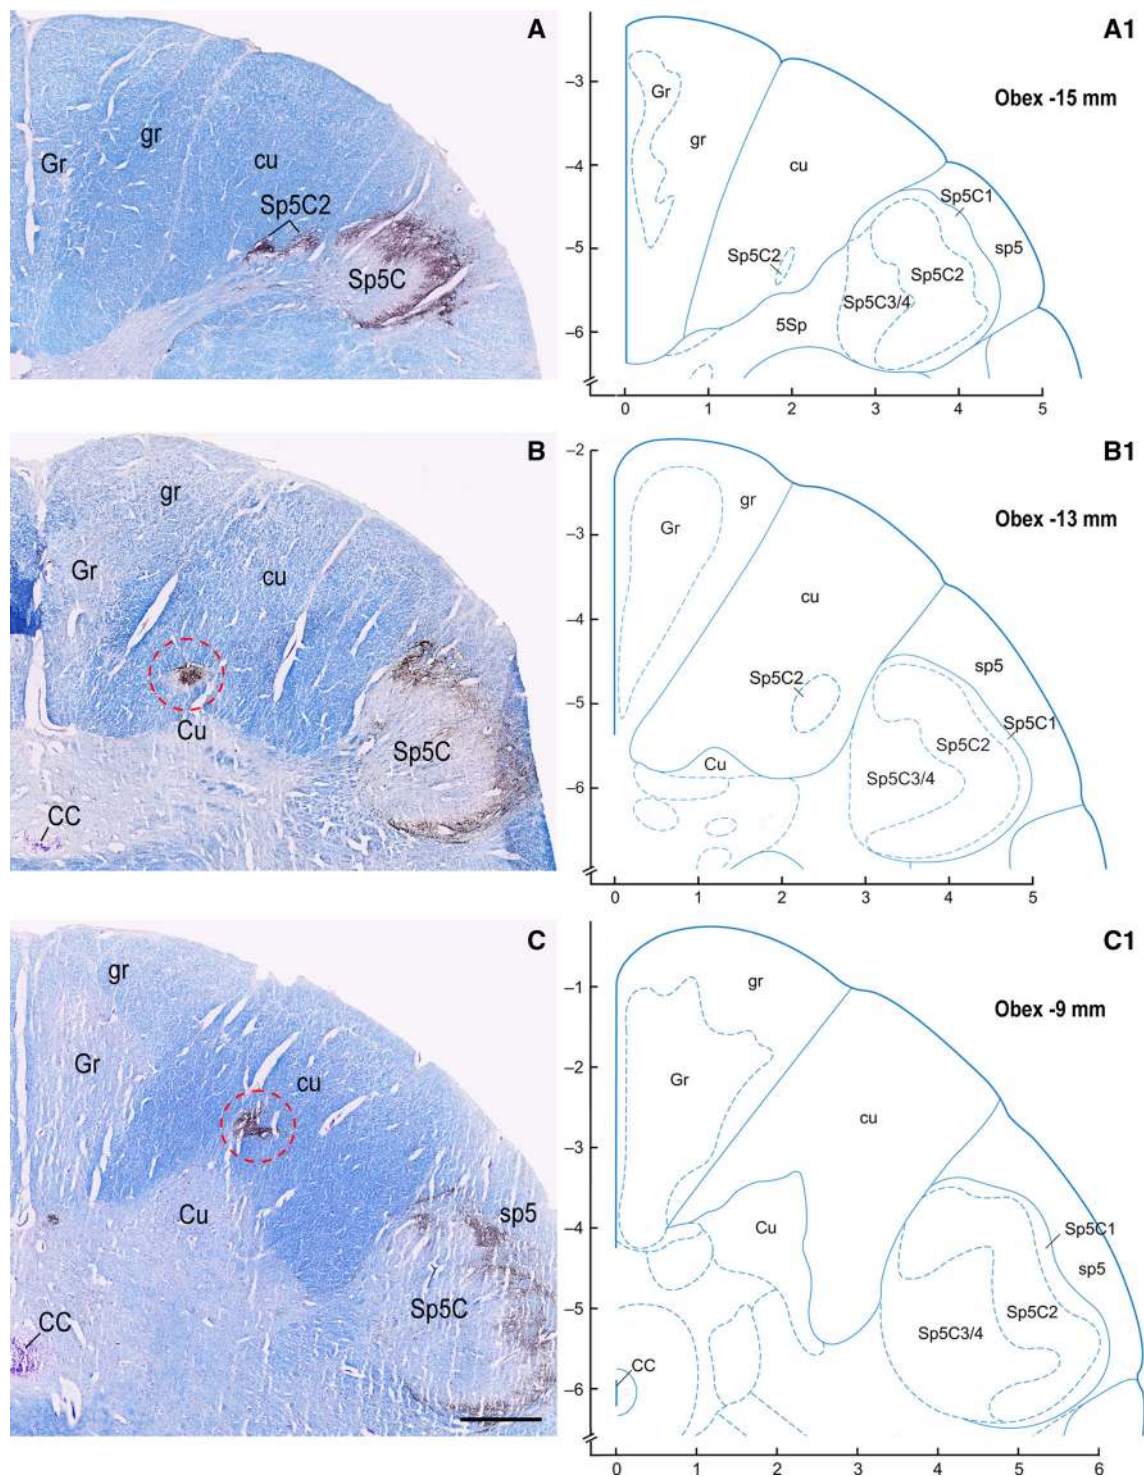 A
gr
Gr
cu
Sp5C2
Sp5C
A1
Obex -15 mm
–3
–4
–5
–6
Gr
gr
cu
Sp5C1
sp5
Sp5C2
Sp5C2
Sp5C3/4
5Sp
0 1 2 3 4 5
B
gr
Gr
cu
Cu
Sp5C
CC
B1
Obex -13 mm
–2
–3
–4
–5
–6
gr
Gr
cu
sp5
Sp5C2
Sp5C1
Sp5C2
Cu
Sp5C3/4
0 1 2 3 4 5
C
gr
Gr
cu
Cu
sp5
Sp5C
CC
C1
Obex -9 mm
–1
–2
–3
–4
–5
–6
gr
Gr
cu
Cu
Sp5C1
sp5
Sp5C2
Sp5C3/4
CC
0 1 2 3 4 5 6